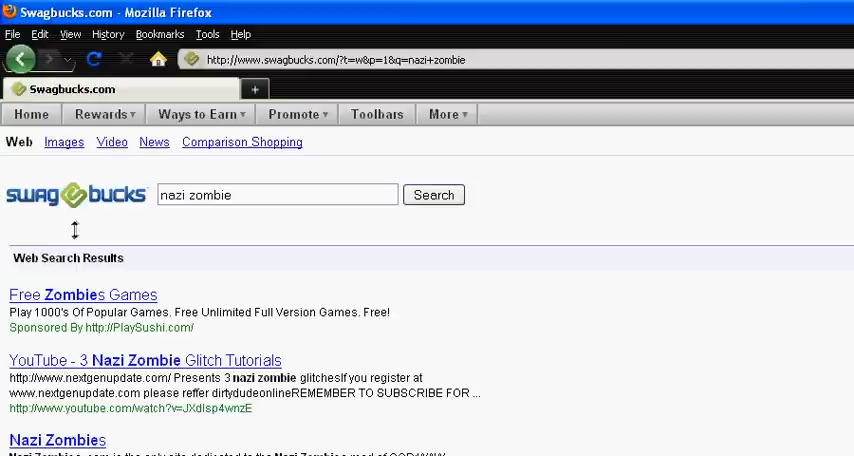 Swagbucks.com - Mozilla Firefox
File Edit View History Bookmarks Tools Help
http://www.swagbucks.com/?t=w&p=1&q=nazi+zombie
Swagbucks.com
Home Rewards Ways to Earn Promote Toolbars More
Web Images Video News Comparison Shopping
swagbucks nazi zombie Search
Web Search Results
Free Zombies Games
Play 1000's Of Popular Games. Free Unlimited Full Version Games. Free!
Sponsored By http://PlaySushi.com/
YouTube - 3 Nazi Zombie Glitch Tutorials
http://www.nextgenupdate.com/ Presents 3 nazi zombie glitchesIf you register at
www.nextgenupdate.com please reffer dirtydudeonlineREMEMBER TO SUBSCRIBE FOR ...
http://www.youtube.com/watch?v=JXdlsp4wnzE
Nazi Zombies